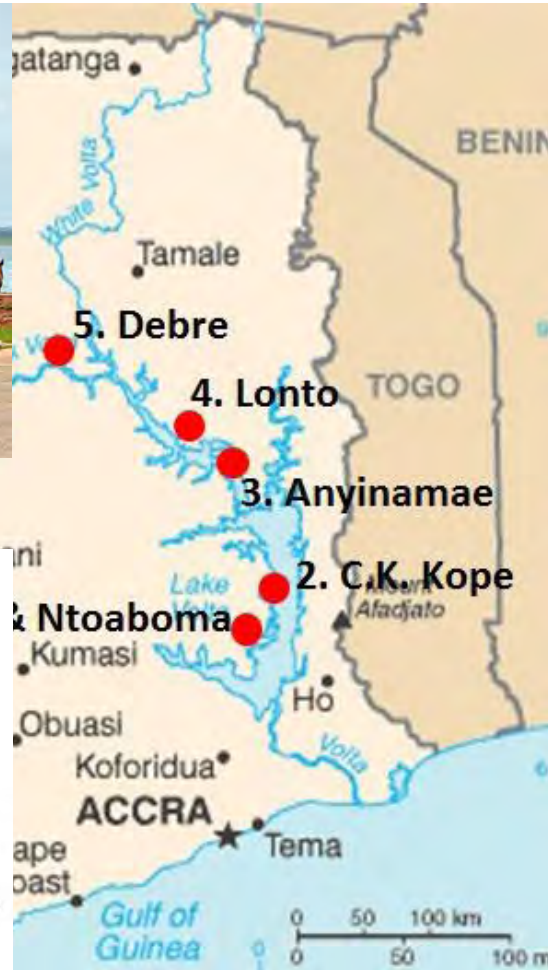 gatanga
BENIN
White Volta
Tamale
5. Debre
4. Lonto
TOGO
3. Anyinamae
ni
2. C.K. Kope
Lake
Mount
Afadjato
& Ntoaboma
Kumasi
Ho
Obuasi
Volta
Koforidua
ACCRA
Tema
ape
oast
Gulf of
Guinea
0 50 100 km
0 50 100 m